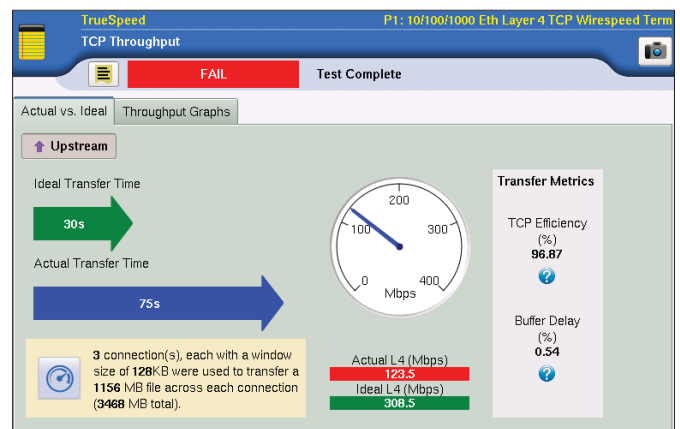 TrueSpeed
P1: 10/100/1000 Eth Layer 4 TCP Wirespeed Term
TCP Throughput
FAIL
Test Complete
Actual vs. Ideal
Throughput Graphs
Upstream
Ideal Transfer Time
30s
Actual Transfer Time
75s
3 connection(s), each with a window
size of 128KB were used to transfer a
1156 MB file across each connection
(3468 MB total).
200
100
300
0
400
Mbps
Actual L4 (Mbps)
123.5
Ideal L4 (Mbps)
308.5
Transfer Metrics
TCP Efficiency
(%)
96.87
?
Buffer Delay
(%)
0.54
?